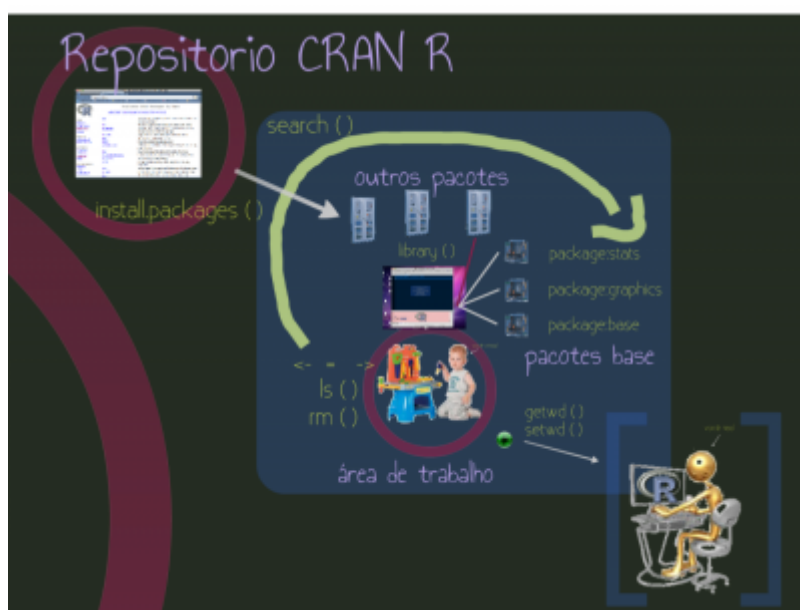 Repositorio CRAN R
search ()
outros pacotes
install.packages ()
library ()
package:stats
package:graphics
package:base
pacotes base
<- = ->
ls ()
rm ()
getwd ()
setwd ()
área de trabalho
R